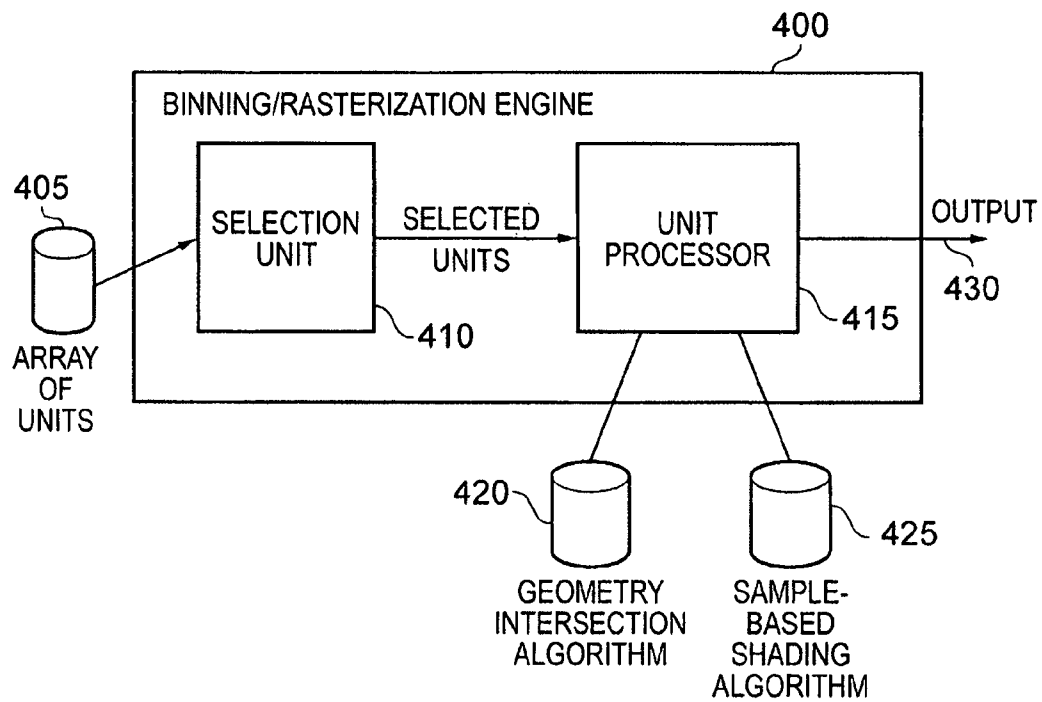 400
BINNING/RASTERIZATION ENGINE
405
SELECTION
UNIT
SELECTED
UNITS
UNIT
PROCESSOR
OUTPUT
430
410
415
ARRAY
OF
UNITS
420
425
GEOMETRY
INTERSECTION
ALGORITHM
SAMPLE-
BASED
SHADING
ALGORITHM